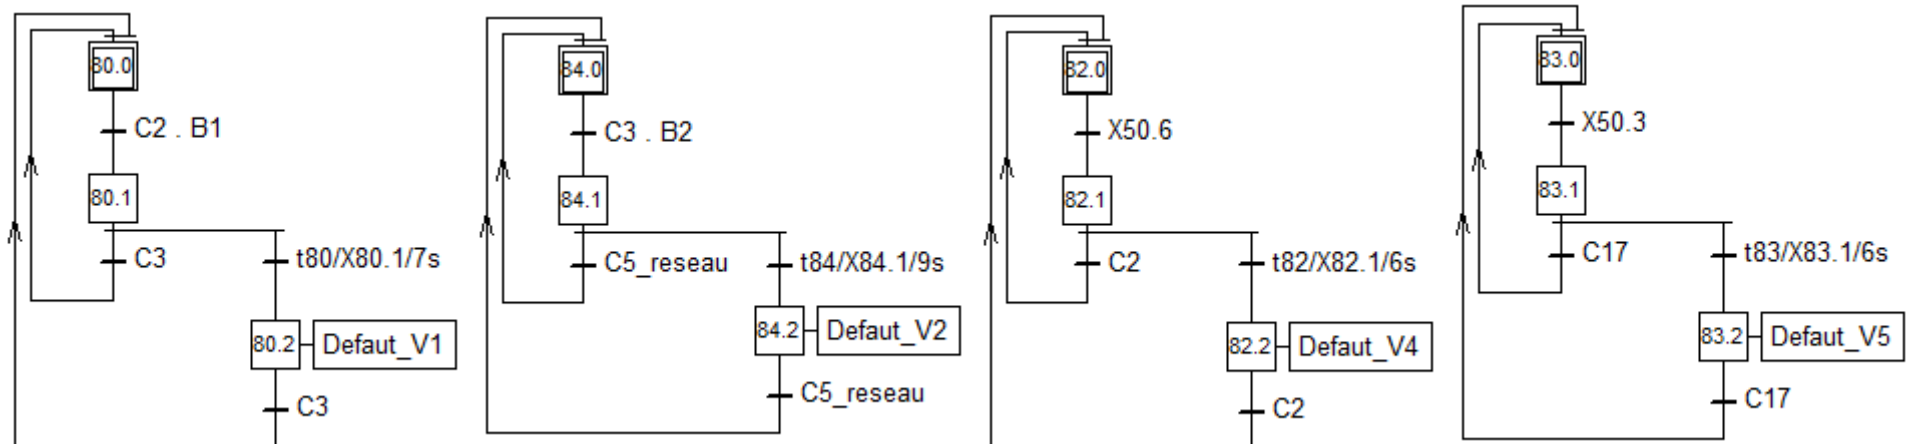 80.0
C2 . B1
80.1
C3
t80/X80.1/7s
80.2
Defaut_V1
C3
84.0
C3 . B2
84.1
C5_reseau
t84/X84.1/9s
84.2
Defaut_V2
C5_reseau
82.0
X50.6
82.1
C2
t82/X82.1/6s
82.2
Defaut_V4
C2
83.0
X50.3
83.1
C17
t83/X83.1/6s
83.2
Defaut_V5
C17